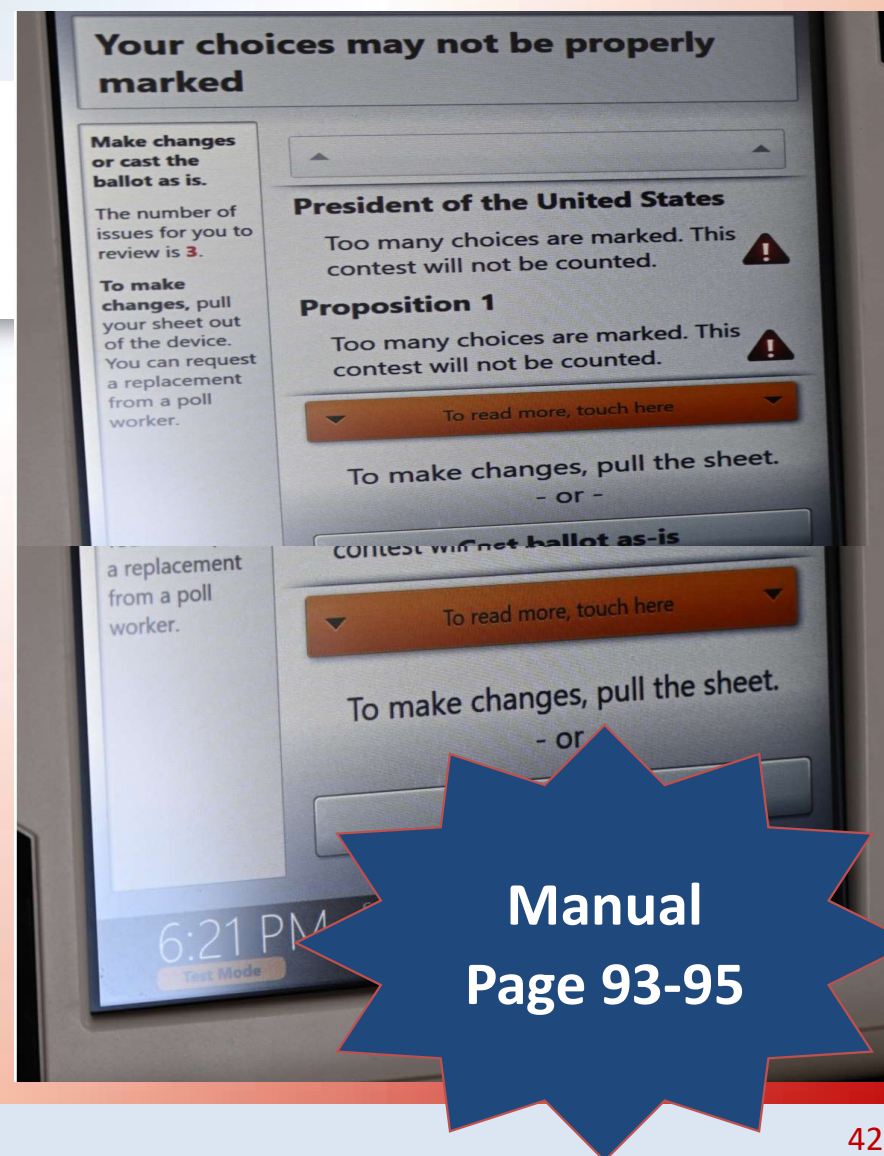 Your choices may not be properly
marked
Make changes
or cast the
ballot as is.
The number of
issues for you to
review is 3.
To make
changes, pull
your sheet out
of the device.
You can request
a replacement
from a poll
worker.
President of the United States
Too many choices are marked. This
contest will not be counted.
Proposition 1
Too many choices are marked. This
contest will not be counted.
To read more, touch here
To make changes, pull the sheet.
- or -
ballot as-is
a replacement
from a poll
worker.
contest
To read more, touch here
To make changes, pull the sheet.
- or
6:21 PM
Test Mode
Manual
Page 93-95
42